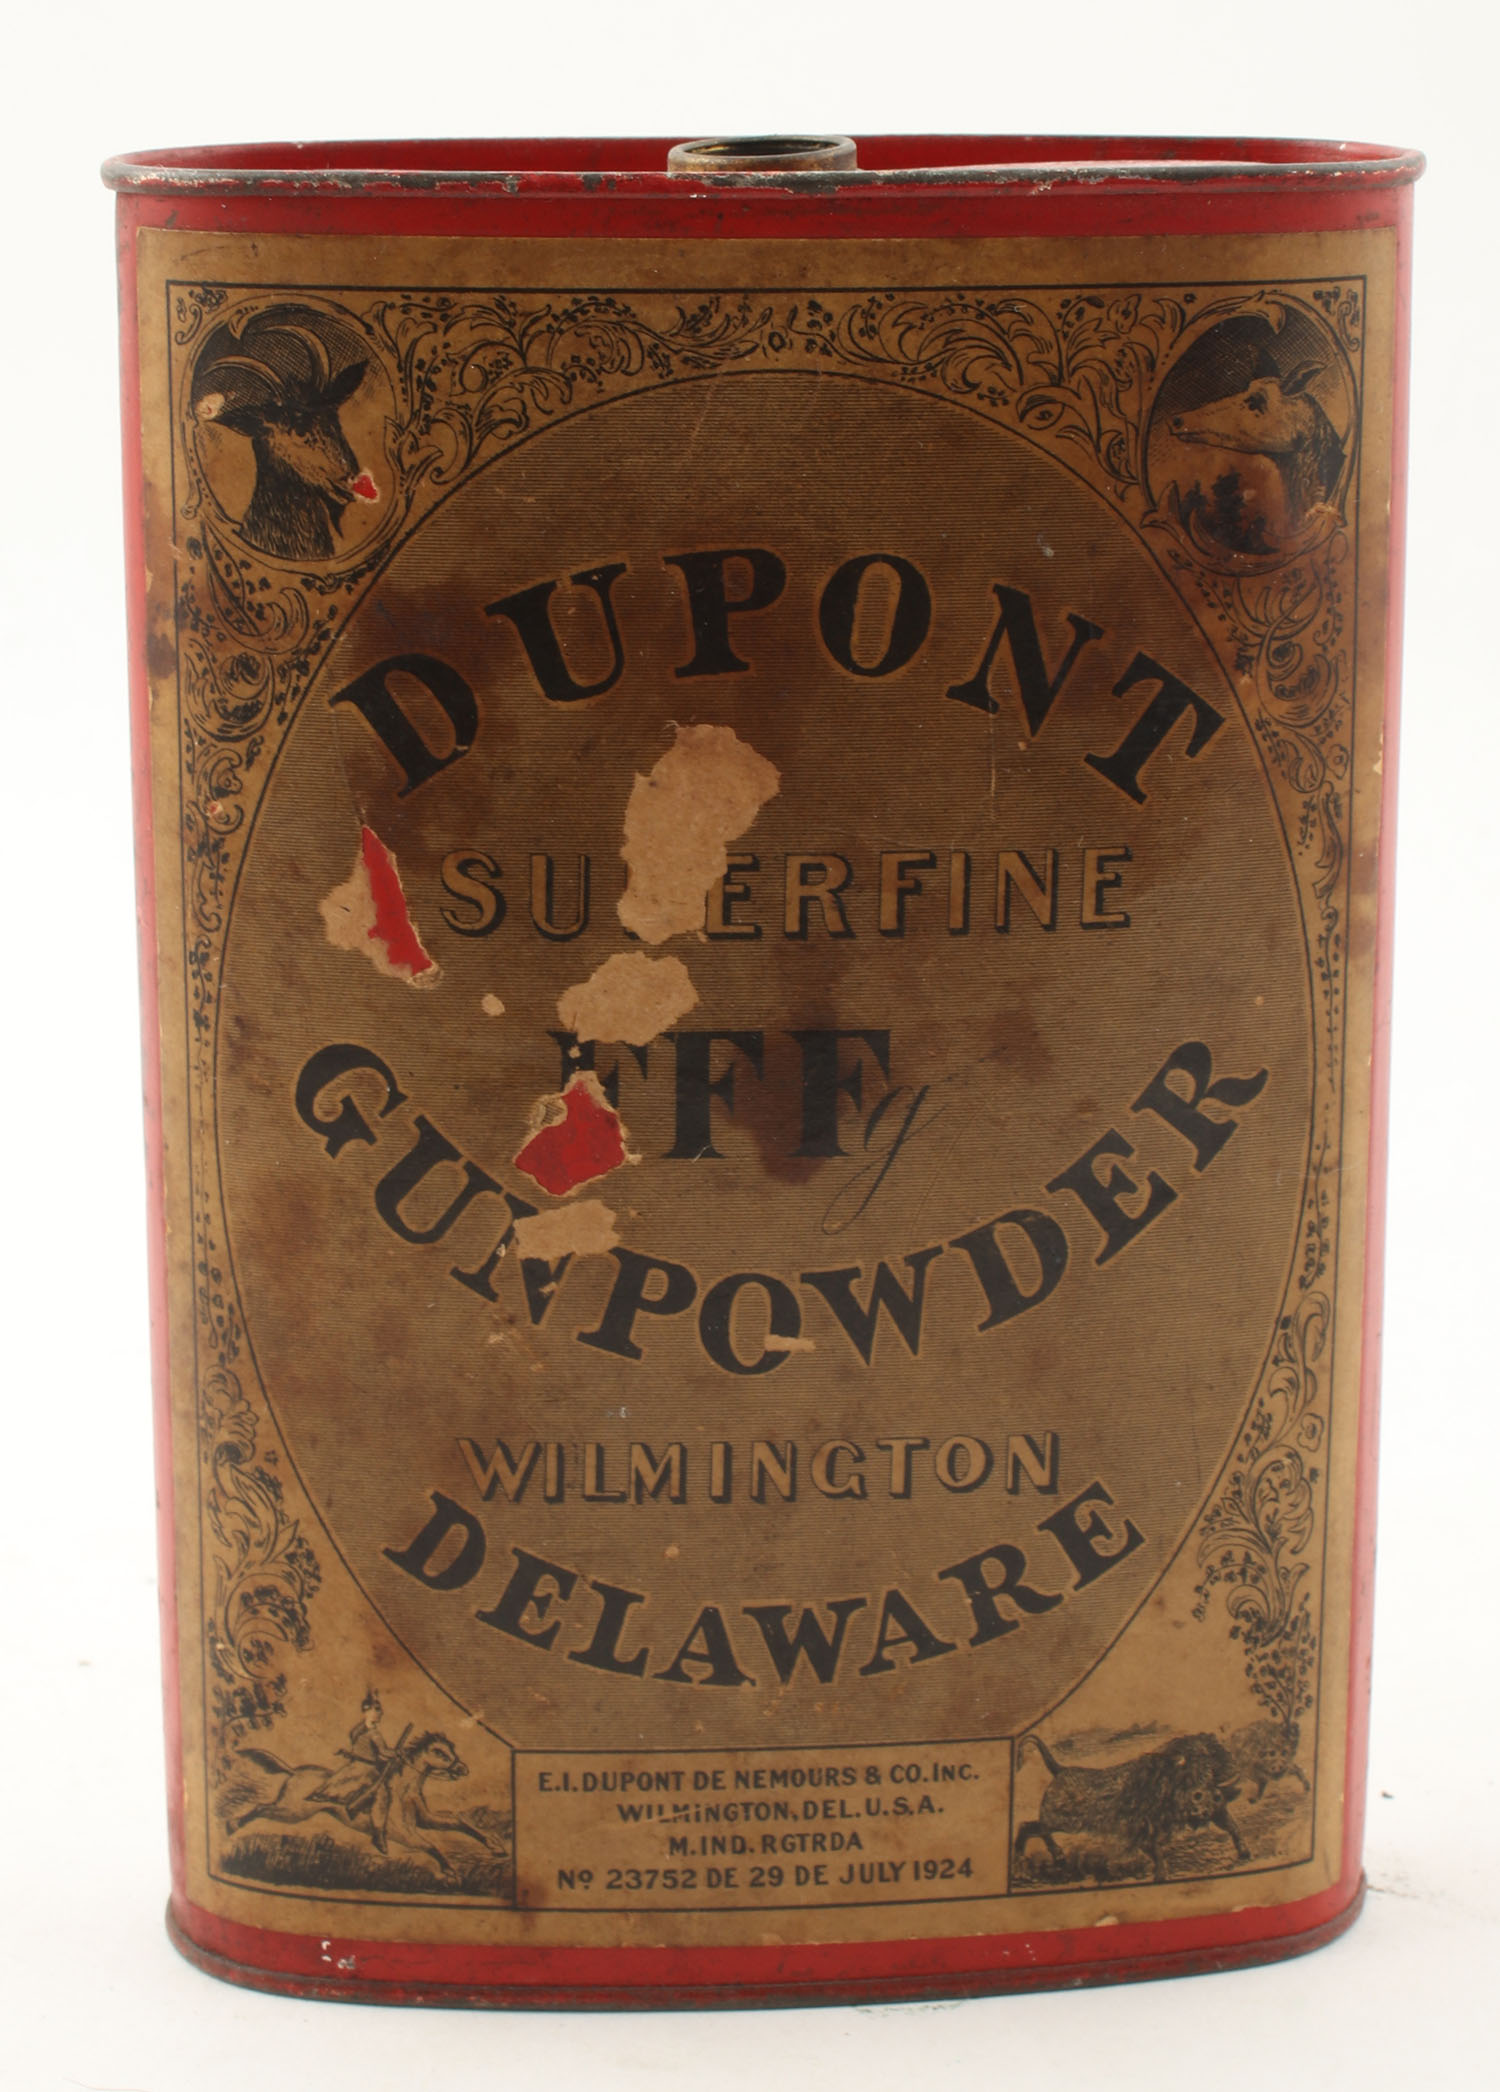 DUPONT
SUPERFINE
FFFg
GUNPOWDER
WILMINGTON
DELAWARE
E.I.DUPONT DE NEMOURS & CO.INC.
WILMINGTON, DEL.U.S.A.
M.IND.RGTRDA
Nº 23752 DE 29 DE JULY 1924